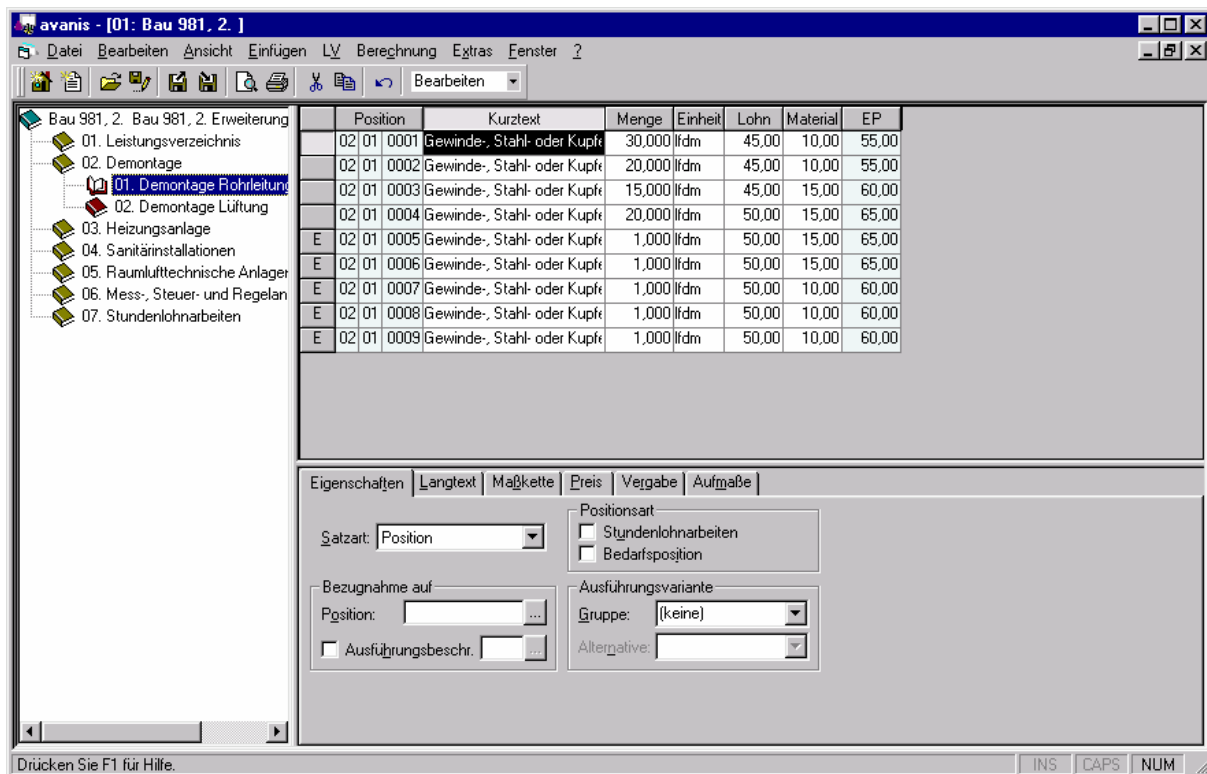 avanis - [01: Bau 981, 2. ]
Datei Bearbeiten Ansicht Einfügen LV Berechnung Extras Fenster ?
Bearbeiten
Bau 981, 2. Bau 981, 2. Erweiterung
01. Leistungsverzeichnis
02. Demontage
01. Demontage Rohrleitung
02. Demontage Lüftung
03. Heizungsanlage
04. Sanitärinstallationen
05. Raumlufttechnische Anlagen
06. Mess-, Steuer- und Regelan
07. Stundenlohnarbeiten
Position Kurztext Menge Einheit Lohn Material EP
02 01 0001 Gewinde-, Stahl- oder Kupfe 30,000 lfdm 45,00 10,00 55,00
02 01 0002 Gewinde-, Stahl- oder Kupfe 20,000 lfdm 45,00 10,00 55,00
02 01 0003 Gewinde-, Stahl- oder Kupfe 15,000 lfdm 45,00 15,00 60,00
02 01 0004 Gewinde-, Stahl- oder Kupfe 20,000 lfdm 50,00 15,00 65,00
E 02 01 0005 Gewinde-, Stahl- oder Kupfe 1,000 lfdm 50,00 15,00 65,00
E 02 01 0006 Gewinde-, Stahl- oder Kupfe 1,000 lfdm 50,00 15,00 65,00
E 02 01 0007 Gewinde-, Stahl- oder Kupfe 1,000 lfdm 50,00 10,00 60,00
E 02 01 0008 Gewinde-, Stahl- oder Kupfe 1,000 lfdm 50,00 10,00 60,00
E 02 01 0009 Gewinde-, Stahl- oder Kupfe 1,000 lfdm 50,00 10,00 60,00
Eigenschaften Langtext Maßkette Preis Vergabe Aufmaße
Satzart: Position
Positionsart
Stundenlohnarbeiten
Bedarfsposition
Bezugnahme auf
Position: ...
Ausführungsbeschr. ...
Ausführungsvariante
Gruppe: (keine)
Alternative:
Drücken Sie F1 für Hilfe.
INS CAPS NUM